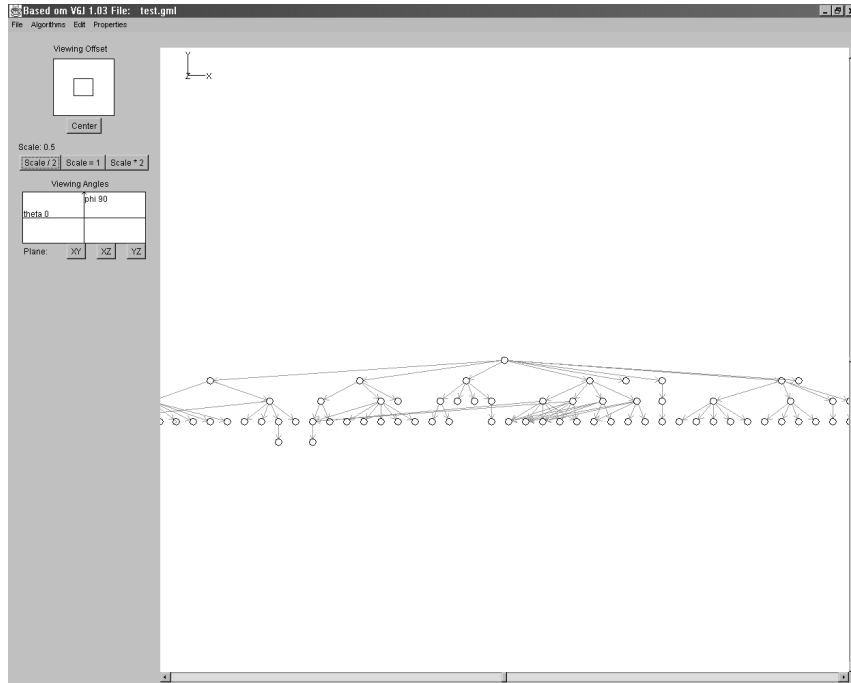 Based om VGJ 1.03 File: test.gml
File Algorithms Edit Properties
Viewing Offset
Center
Scale: 0.5
Scale / 2 Scale = 1 Scale * 2
Viewing Angles
phi 90
theta 0
Plane: XY XZ YZ
Y
Z X